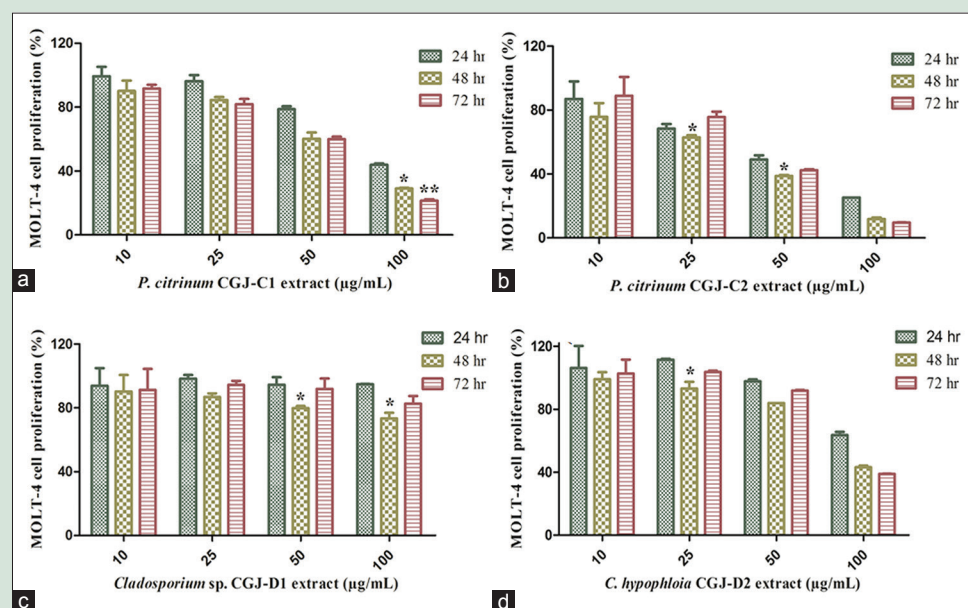 MOLT-4 cell proliferation (%)
120
80
40
0
24 hr
48 hr
72 hr
*
**
10
25
50
100
a
P. citrinum CGJ-C1 extract (µg/mL)
MOLT-4 cell proliferation (%)
120
80
40
0
24 hr
48 hr
72 hr
*
*
10
25
50
100
b
P. citrinum CGJ-C2 extract (µg/mL)
MOLT-4 cell proliferation (%)
120
80
40
0
24 hr
48 hr
72 hr
*
*
10
25
50
100
c
Cladosporium sp. CGJ-D1 extract (µg/mL)
MOLT-4 cell proliferation (%)
120
80
40
0
24 hr
48 hr
72 hr
*
10
25
50
100
d
C. hypophloia CGJ-D2 extract (µg/mL)